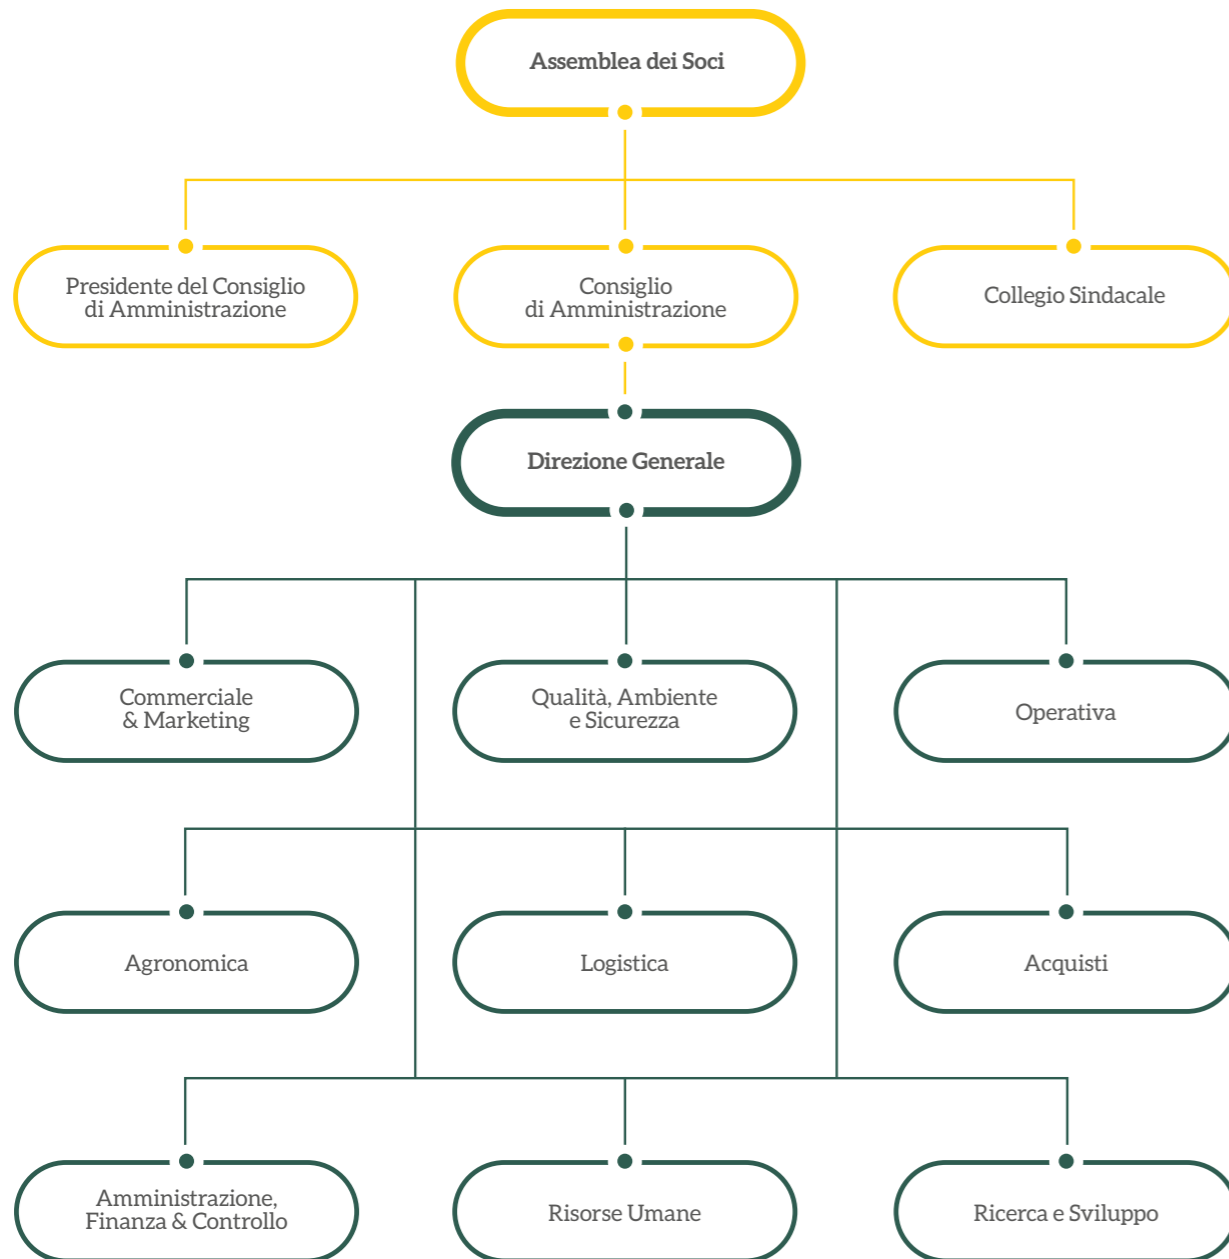 Assemblea dei Soci
Presidente del Consiglio
di Amministrazione
Consiglio
di Amministrazione
Collegio Sindacale
Direzione Generale
Commerciale
& Marketing
Qualità, Ambiente
e Sicurezza
Operativa
Agronomica
Logistica
Acquisti
Amministrazione,
Finanza & Controllo
Risorse Umane
Ricerca e Sviluppo